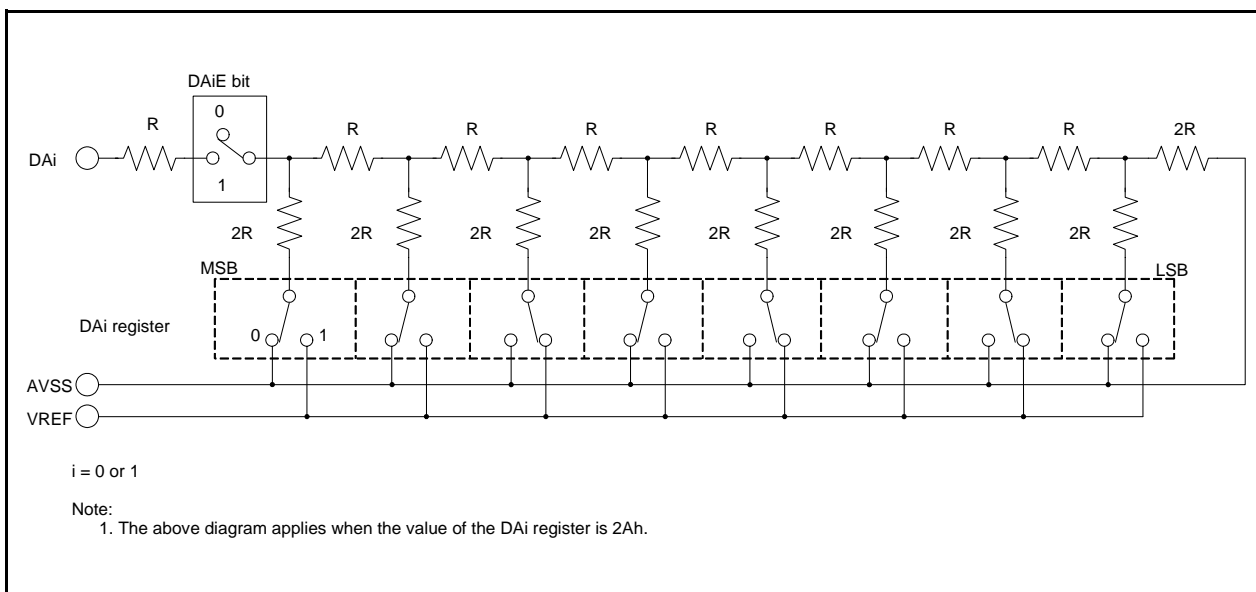 DAiE bit
0
R R R R R R R R 2R
DAi
1
2R 2R 2R 2R 2R 2R 2R 2R
MSB LSB
DAi register 0 1
AVSS
VREF
i = 0 or 1
Note:
1. The above diagram applies when the value of the DAi register is 2Ah.